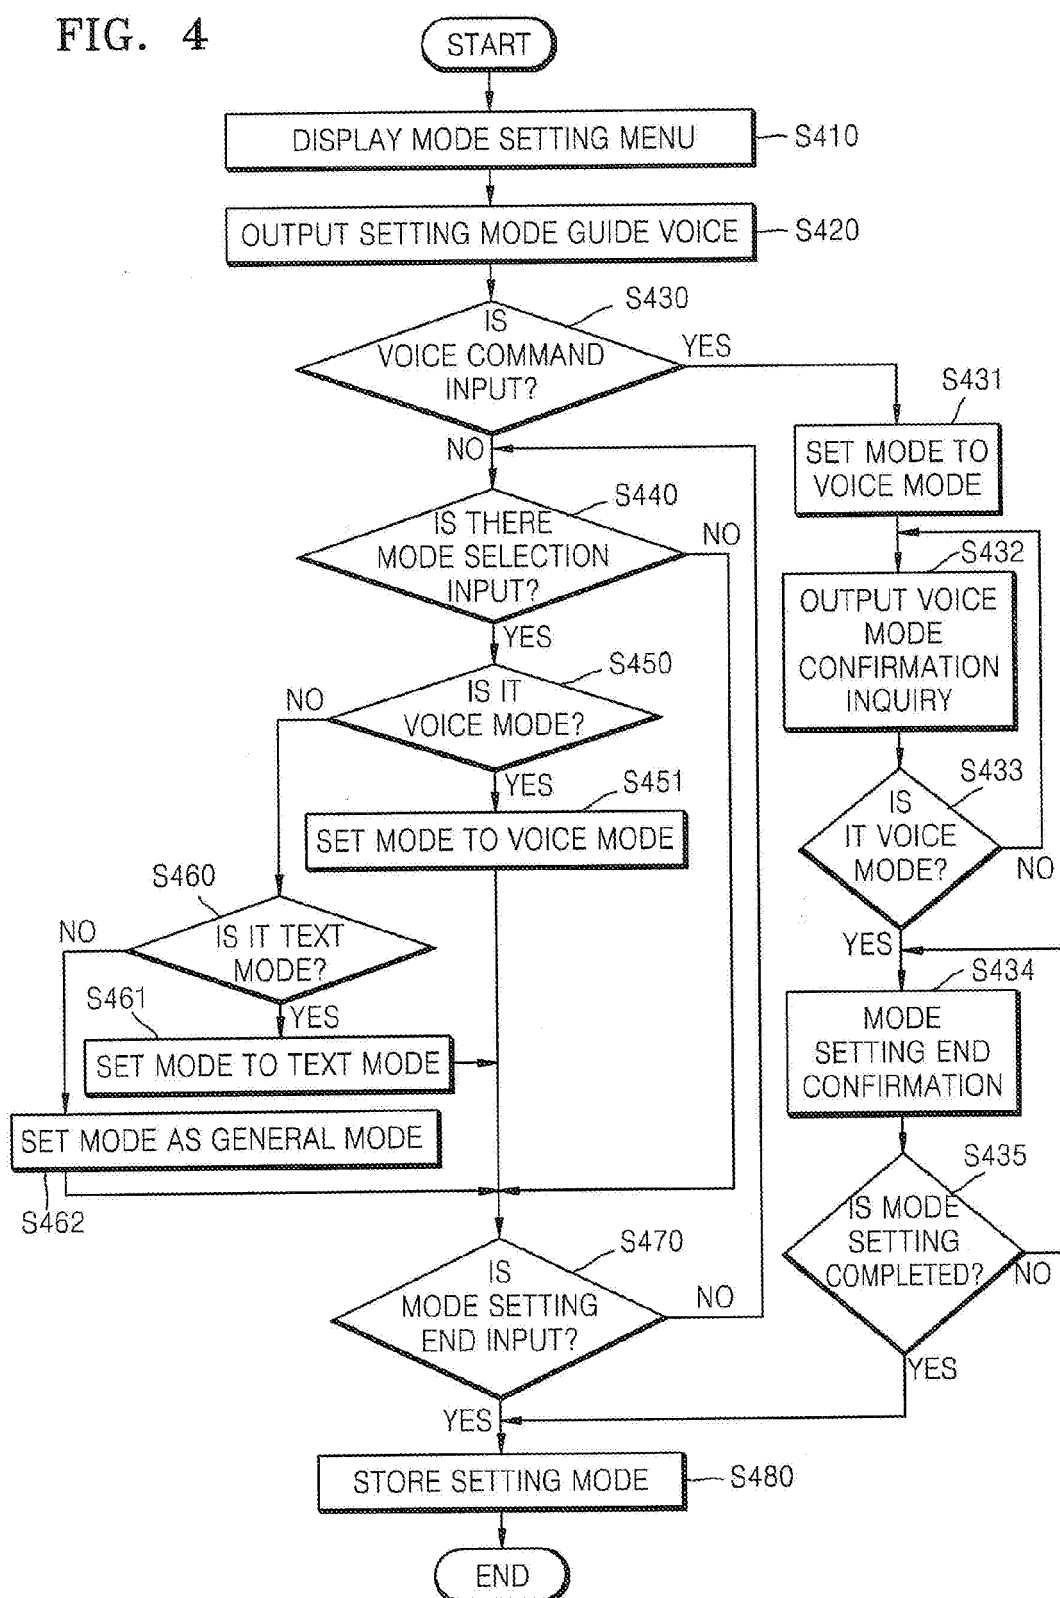 FIG. 4
START
DISPLAY MODE SETTING MENU
S410
OUTPUT SETTING MODE GUIDE VOICE
S420
S430
IS
VOICE COMMAND
INPUT?
YES
NO
S431
SET MODE TO
VOICE MODE
S440
IS THERE
MODE SELECTION
INPUT?
NO
YES
S432
OUTPUT VOICE
MODE
CONFIRMATION
INQUIRY
S450
IS IT
VOICE MODE?
NO
YES
S451
SET MODE TO VOICE MODE
S433
IS
IT VOICE
MODE?
NO
YES
S460
IS IT TEXT
MODE?
NO
YES
S461
SET MODE TO TEXT MODE
S434
MODE
SETTING END
CONFIRMATION
SET MODE AS GENERAL MODE
S462
S435
IS MODE
SETTING
COMPLETED?
NO
YES
S470
IS
MODE SETTING
END INPUT?
NO
YES
STORE SETTING MODE
S480
END